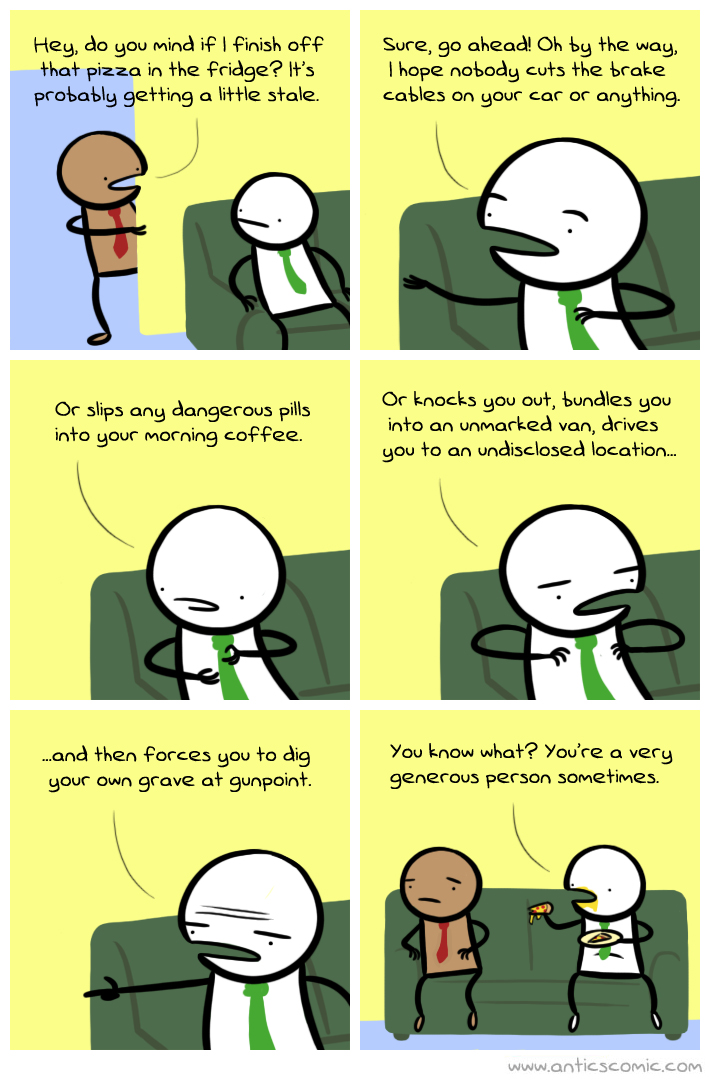 Hey, do you mind if I finish off
that pizza in the fridge? It's
probably getting a little stale.
Sure, go ahead! Oh by the way,
I hope nobody cuts the brake
cables on your car or anything.
Or slips any dangerous pills
into your morning coffee.
Or knocks you out, bundles you
into an unmarked van, drives
you to an undisclosed location...
...and then forces you to dig
your own grave at gunpoint.
You know what? You're a very
generous person sometimes.
www.anticscomic.com